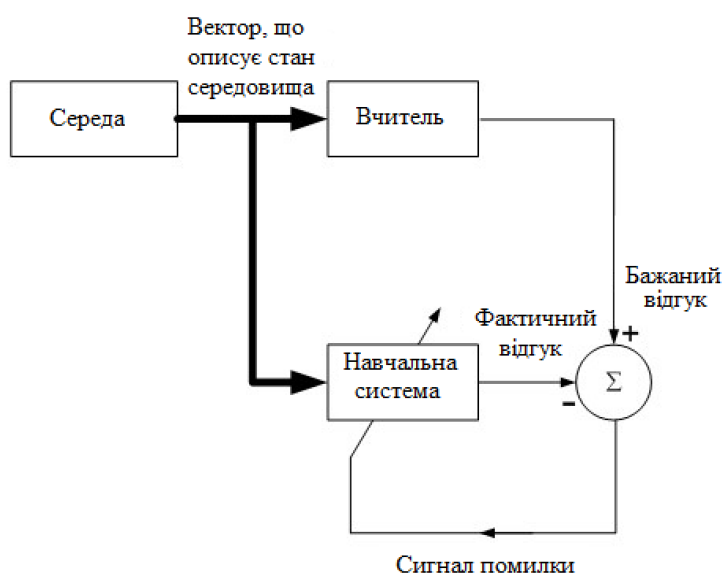 Вектор, що
описує стан
середовища
Середа
Вчитель
Бажаний
відгук
+
Фактичний
відгук
Навчальна
система
-
Σ
Сигнал помилки